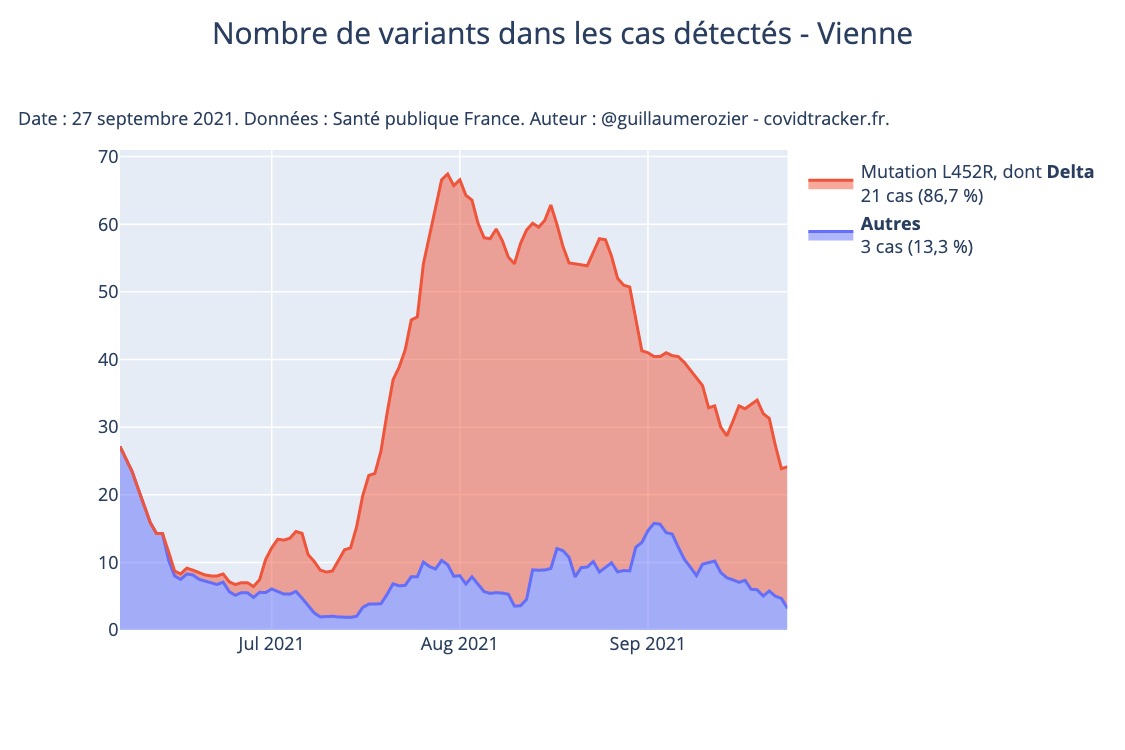 Nombre de variants dans les cas détectés - Vienne
Date : 27 septembre 2021. Données : Santé publique France. Auteur : @guillaumerozier - covidtracker.fr.
70
60
50
40
30
20
10
0
Jul 2021
Aug 2021
Sep 2021
Mutation L452R, dont Delta
21 cas (86,7 %)
Autres
3 cas (13,3 %)